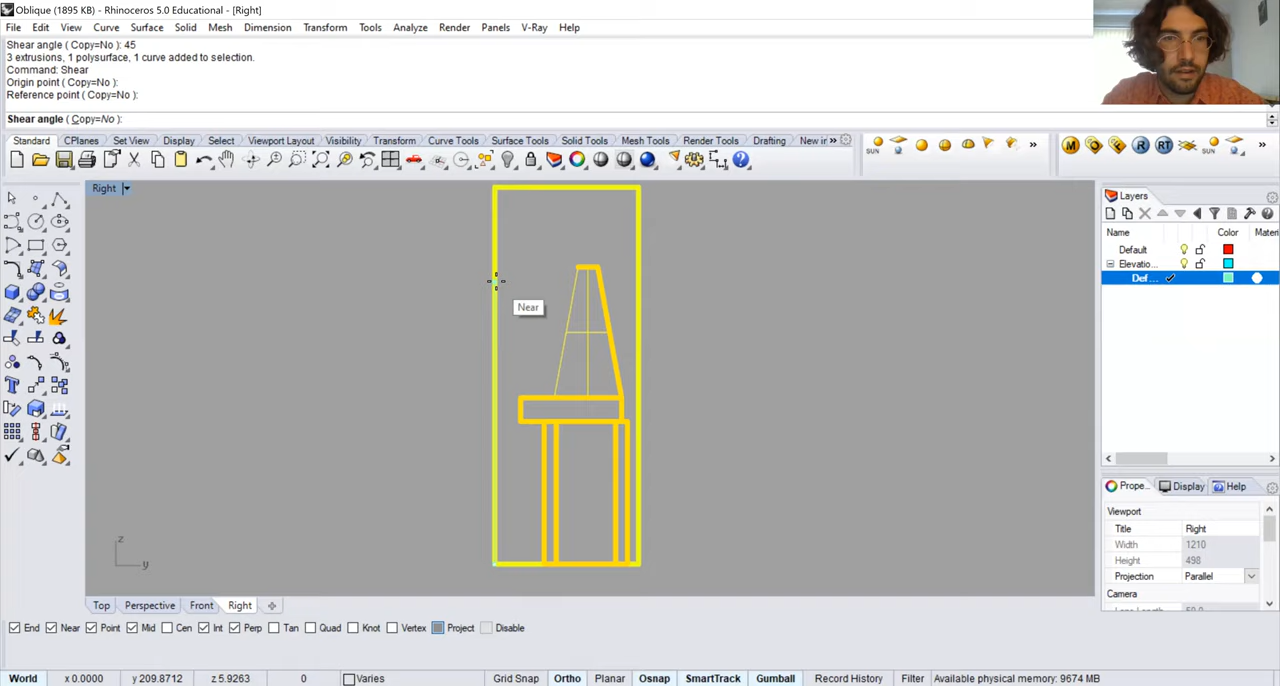 Oblique (1895 KB) - Rhinoceros 5.0 Educational - [Right]
File Edit View Curve Surface Solid Mesh Dimension Transform Tools Analyze Render Panels V-Ray Help
Shear angle ( Copy=No ): 45
3 extrusions, 1 polysurface, 1 curve added to selection.
Command: Shear
Origin point ( Copy=No ):
Reference point ( Copy=No ):
Shear angle ( Copy=No ):
Standard CPlanes Set View Display Select Viewport Layout Visibility Transform Curve Tools Surface Tools Solid Tools Mesh Tools Render Tools Drafting New in »
SUN M R RT SUN
Right
Layers
Name Color Mater
Default
Elevatio...
Def...
Near
Prope... Display Help
Viewport
Title Right
Width 1210
Height 498
Projection Parallel
Camera
z
y
Top Perspective Front Right
End Near Point Mid Cen Int Perp Tan Quad Knot Vertex Project Disable
World x 0.0000 y 209.8712 z 5.9263 0 Varies Grid Snap Ortho Planar Osnap SmartTrack Gumball Record History Filter Available physical memory: 9674 MB